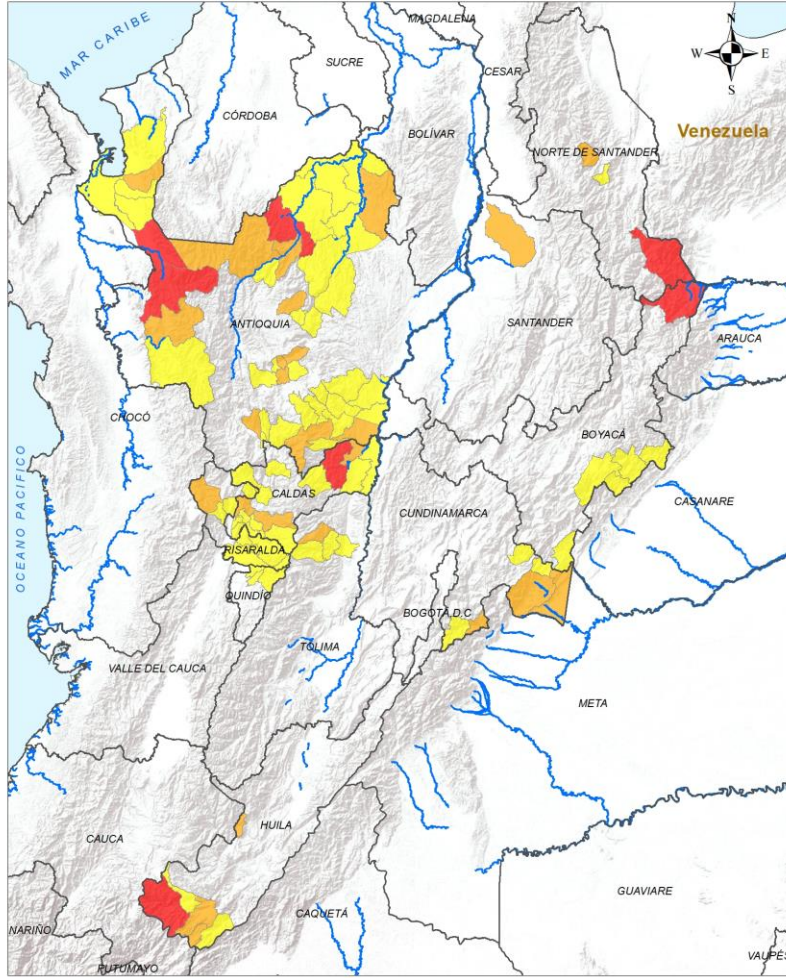 MAGDALENA
N
MAR CARIBE
SUCRE
W
E
CESAR
S
CÓRDOBA
BOLÍVAR
Venezuela
NORTE DE SANTANDER
ANTIOQUIA
SANTANDER
ARAUCA
CHOCÓ
BOYACÁ
OCEANO PACIFICO
CALDAS
CASANARE
CUNDINAMARCA
RISARALDA
QUINDÍO
BOGOTÁ,D,C
TOLIMA
VALLE DEL CAUCA
META
HUILA
CAUCA
GUAVIARE
CAQUETÁ
NARIÑO
VAUPÉS
PUTUMAYO